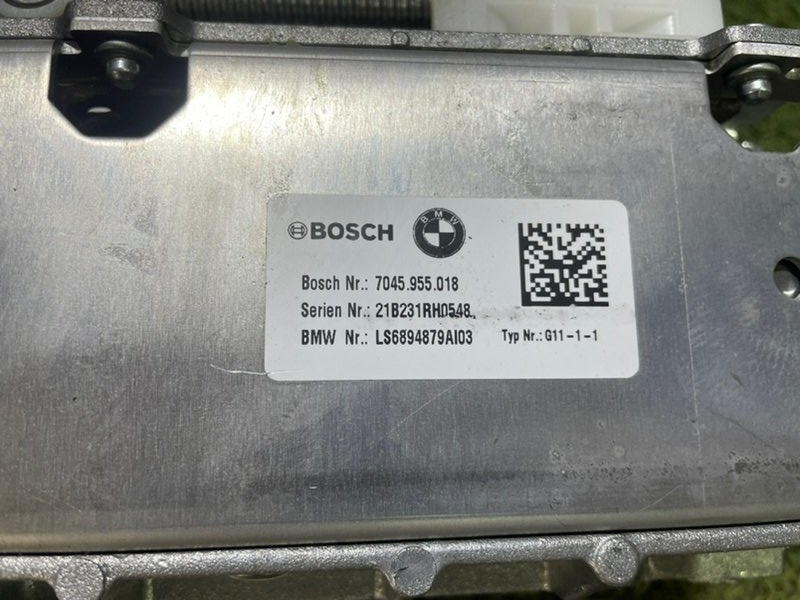 BOSCH BMW
Bosch Nr.: 7045.955.018
Serien Nr.: 21B231RH0548
BMW Nr.: LS6894879AI03 Typ Nr.: G11-1-1